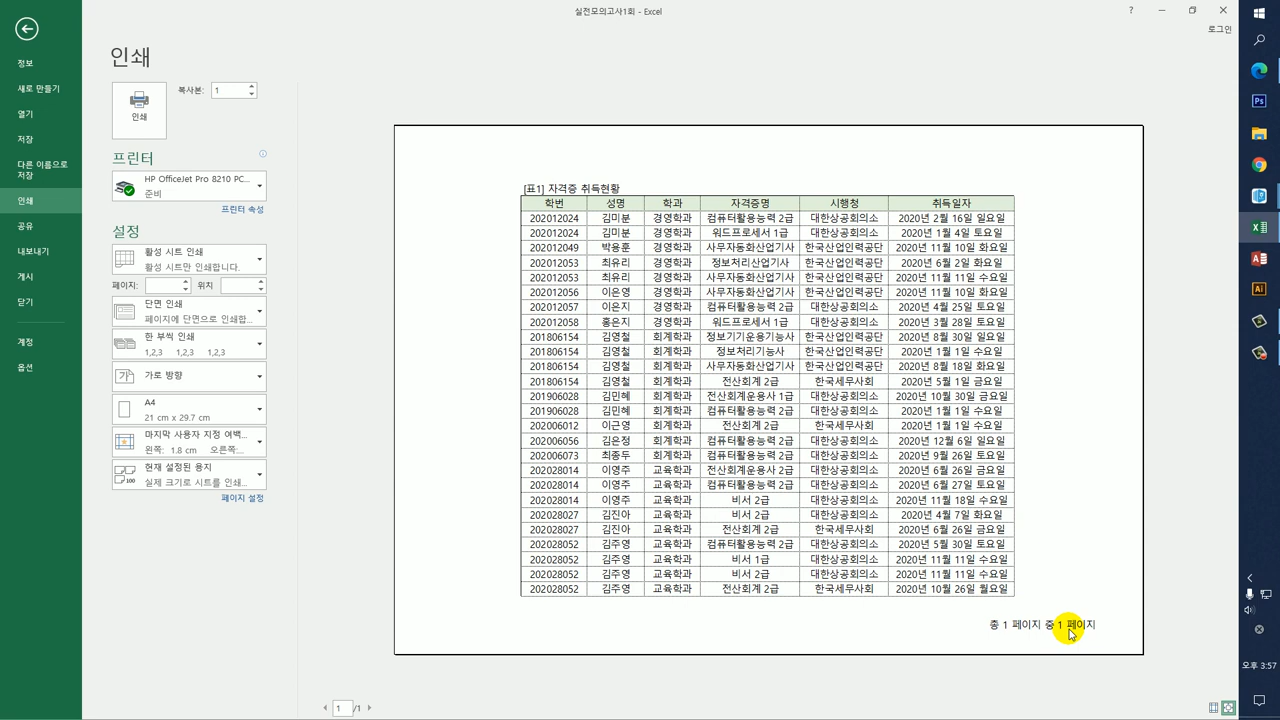 실전모의고사1회 - Excel
?
로그인
정보
새로 만들기
열기
저장
다른 이름으로
저장
인쇄
공유
내보내기
게시
닫기
계정
옵션
인쇄
인쇄
복사본: 1
프린터
HP OfficeJet Pro 8210 PC...
준비
프린터 속성
설정
활성 시트 인쇄
활성 시트만 인쇄합니다.
페이지: 위치
단면 인쇄
페이지에 단면으로 인쇄합...
한 부씩 인쇄
1,2,3 1,2,3 1,2,3
가로 방향
A4
21 cm x 29.7 cm
마지막 사용자 지정 여백...
왼쪽: 1.8 cm 오른쪽:...
현재 설정된 용지
실제 크기로 시트를 인쇄...
100
페이지 설정
[표1] 자격증 취득현황
학번 성명 학과 자격증명 시행청 취득일자
202012024 김미분 경영학과 컴퓨터활용능력 2급 대한상공회의소 2020년 2월 16일 일요일
202012024 김미분 경영학과 워드프로세서 1급 대한상공회의소 2020년 1월 4일 토요일
202012049 박용훈 경영학과 사무자동화산업기사 한국산업인력공단 2020년 11월 10일 화요일
202012053 최유리 경영학과 정보처리산업기사 한국산업인력공단 2020년 6월 2일 화요일
202012053 최유리 경영학과 사무자동화산업기사 한국산업인력공단 2020년 11월 11일 수요일
202012056 이은영 경영학과 사무자동화산업기사 한국산업인력공단 2020년 11월 10일 화요일
202012057 이은지 경영학과 컴퓨터활용능력 2급 대한상공회의소 2020년 4월 25일 토요일
202012058 홍은지 경영학과 워드프로세서 1급 대한상공회의소 2020년 3월 28일 토요일
201806154 김영철 회계학과 정보기기운용기능사 한국산업인력공단 2020년 8월 30일 일요일
201806154 김영철 회계학과 정보처리기능사 한국산업인력공단 2020년 1월 1일 수요일
201806154 김영철 회계학과 사무자동화산업기사 한국산업인력공단 2020년 8월 18일 화요일
201806154 김영철 회계학과 전산회계 2급 한국세무사회 2020년 5월 1일 금요일
201906028 김민혜 회계학과 전산회계운용사 1급 대한상공회의소 2020년 10월 30일 금요일
201906028 김민혜 회계학과 컴퓨터활용능력 2급 대한상공회의소 2020년 1월 1일 수요일
202006012 이근영 회계학과 전산회계 2급 한국세무사회 2020년 1월 1일 수요일
202006056 김은정 회계학과 컴퓨터활용능력 2급 대한상공회의소 2020년 12월 6일 일요일
202006073 최종두 회계학과 컴퓨터활용능력 2급 대한상공회의소 2020년 9월 26일 토요일
202028014 이영주 교육학과 전산회계운용사 2급 대한상공회의소 2020년 6월 26일 금요일
202028014 이영주 교육학과 컴퓨터활용능력 2급 대한상공회의소 2020년 6월 27일 토요일
202028014 이영주 교육학과 비서 2급 대한상공회의소 2020년 11월 18일 수요일
202028027 김진아 교육학과 비서 2급 대한상공회의소 2020년 4월 7일 화요일
202028027 김진아 교육학과 전산회계 2급 한국세무사회 2020년 6월 26일 금요일
202028052 김주영 교육학과 컴퓨터활용능력 2급 대한상공회의소 2020년 5월 30일 토요일
202028052 김주영 교육학과 비서 1급 대한상공회의소 2020년 11월 11일 수요일
202028052 김주영 교육학과 비서 2급 대한상공회의소 2020년 11월 11일 수요일
202028052 김주영 교육학과 전산회계 2급 한국세무사회 2020년 10월 26일 월요일
총 1 페이지 중 1 페이지
1 /1
Ps
Ai
오후 3:57